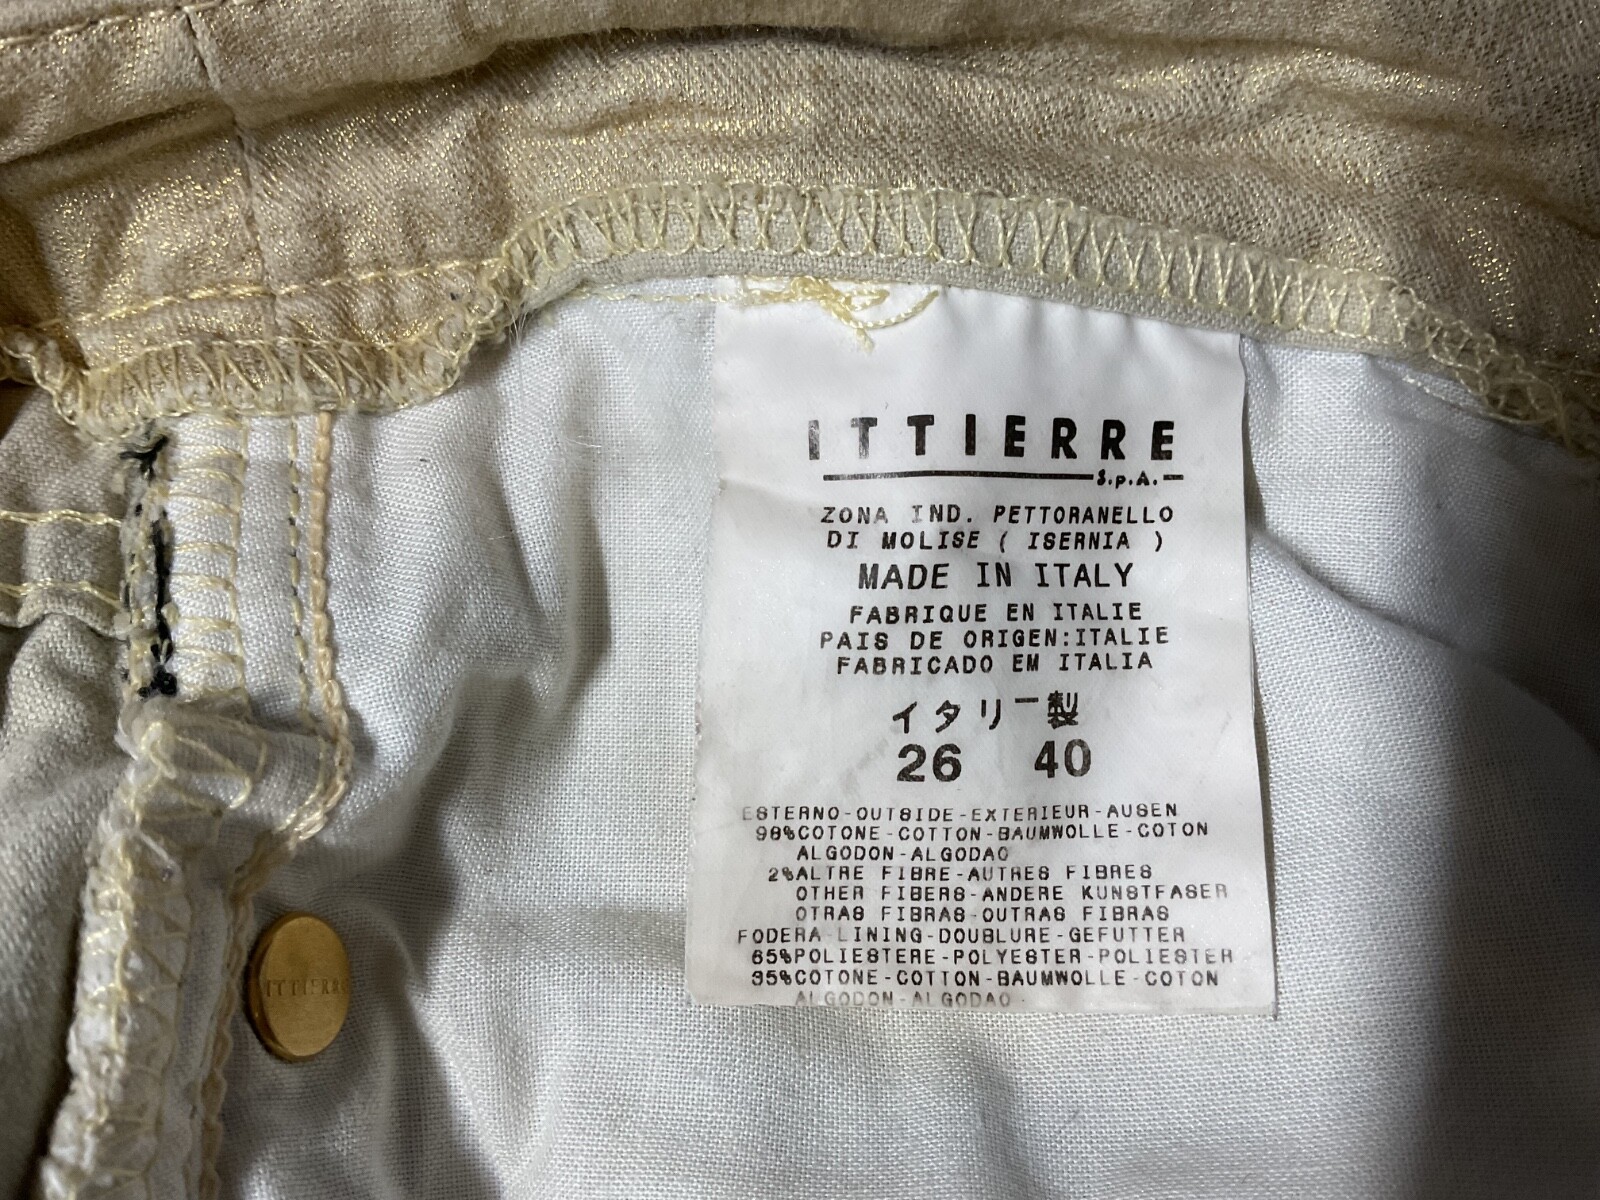 ITTIERRE
S.p.A.
ZONA IND. PETTORANELLO
DI MOLISE ( ISERNIA )
MADE IN ITALY
FABRIQUE EN ITALIE
PAIS DE ORIGEN:ITALIE
FABRICADO EM ITALIA
イタリー製
26 40
ESTERNO-OUTSIDE-EXTERIEUR-AUSEN
98%COTONE-COTTON-BAUMWOLLE-COTON
ALGODON-ALGODAO
2%ALTRE FIBRE-AUTRES FIBRES
OTHER FIBERS-ANDERE KUNSTFASER
OTRAS FIBRAS-OUTRAS FIBRAS
FODERA-LINING-DOUBLURE-GEFUTTER
65%POLIESTERE-POLYESTER-POLIESTER
35%COTONE-COTTON-BAUMWOLLE-COTON
ALGODON-ALGODAO
ITTIERRE